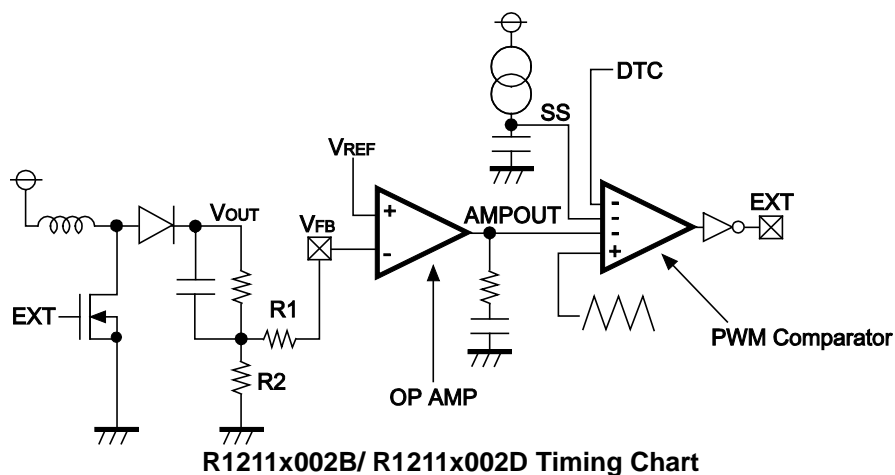 DTC
SS
VREF
EXT
VOUT
VFB
AMPOUT
+
-
-
-
-
+
R1
EXT
PWM Comparator
R2
OP AMP
R1211x002B/ R1211x002D Timing Chart